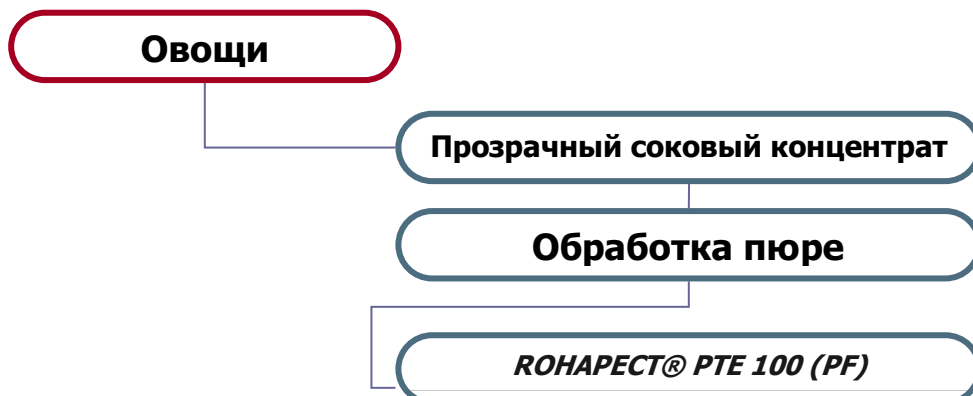 Овощи
Прозрачный соковый концентрат
Обработка пюре
ROHAPECT® PTE 100 (PF)